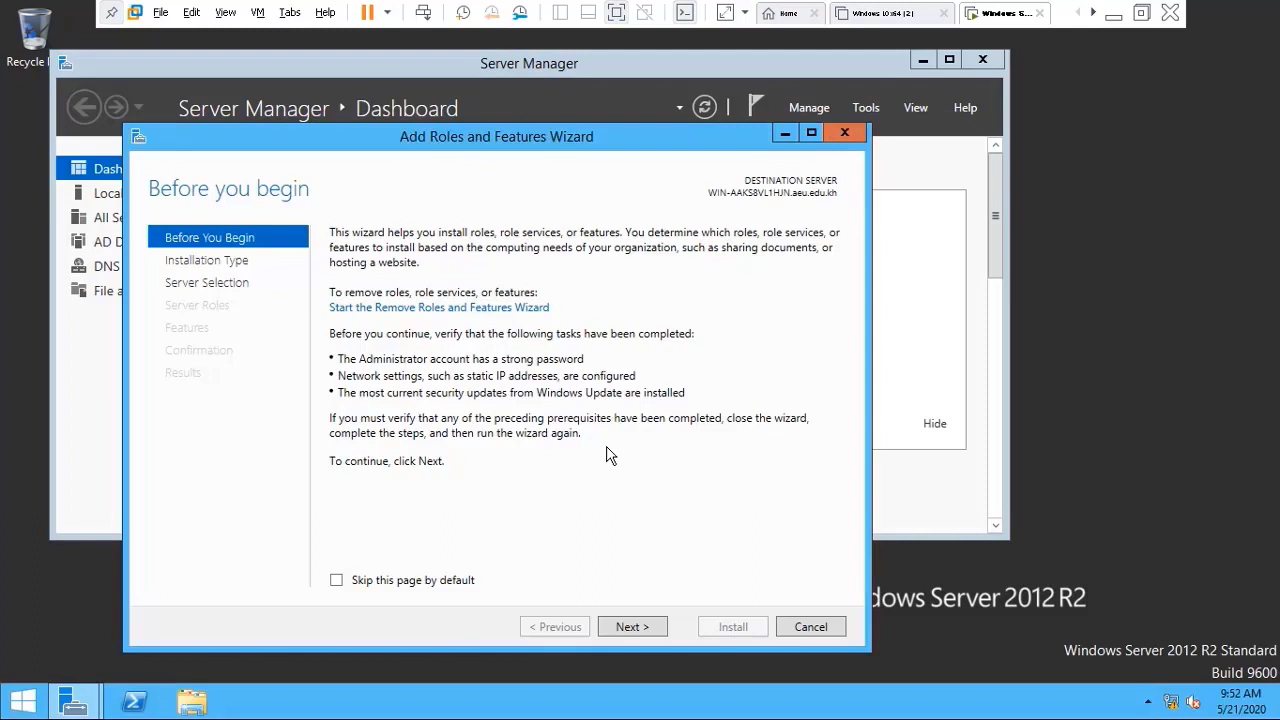 File Edit View VM Tabs Help
Home
Windows 10 x64 (2)
Windows S...
Recycle
Server Manager
Server Manager ‣ Dashboard
Manage Tools View Help
Add Roles and Features Wizard
Dash
Local
All Se
AD D
DNS
File a
Before you begin
DESTINATION SERVER
WIN-AAKS8VL1HJN.aeu.edu.kh
Before You Begin
Installation Type
Server Selection
Server Roles
Features
Confirmation
Results
This wizard helps you install roles, role services, or features. You determine which roles, role services, or
features to install based on the computing needs of your organization, such as sharing documents, or
hosting a website.
To remove roles, role services, or features:
Start the Remove Roles and Features Wizard
Before you continue, verify that the following tasks have been completed:
• The Administrator account has a strong password
• Network settings, such as static IP addresses, are configured
• The most current security updates from Windows Update are installed
If you must verify that any of the preceding prerequisites have been completed, close the wizard,
complete the steps, and then run the wizard again.
To continue, click Next.
Hide
Skip this page by default
< Previous Next > Install Cancel
dows Server 2012 R2
Windows Server 2012 R2 Standard
Build 9600
9:52 AM
5/21/2020